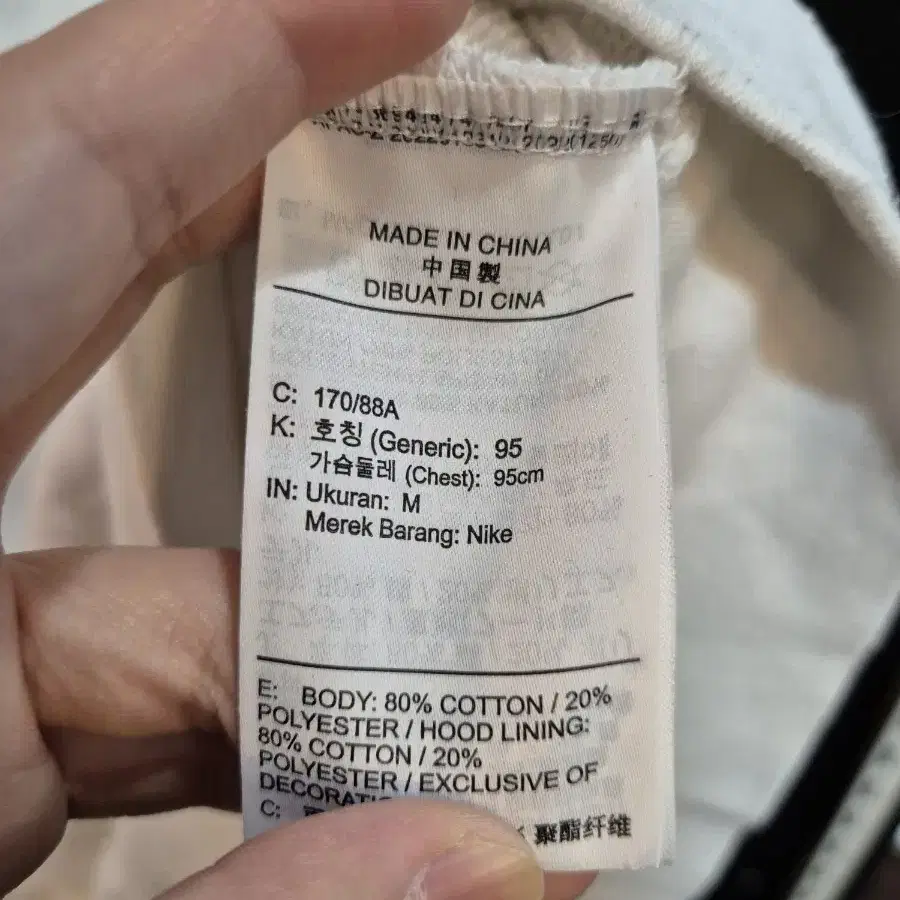 MADE IN CHINA
中国製
DIBUAT DI CINA
C: 170/88A
K: 호칭 (Generic): 95
가슴둘레 (Chest): 95cm
IN: Ukuran: M
Merek Barang: Nike
E: BODY: 80% COTTON / 20%
POLYESTER / HOOD LINING:
80% COTTON / 20%
POLYESTER / EXCLUSIVE OF
C: 聚酯纤维